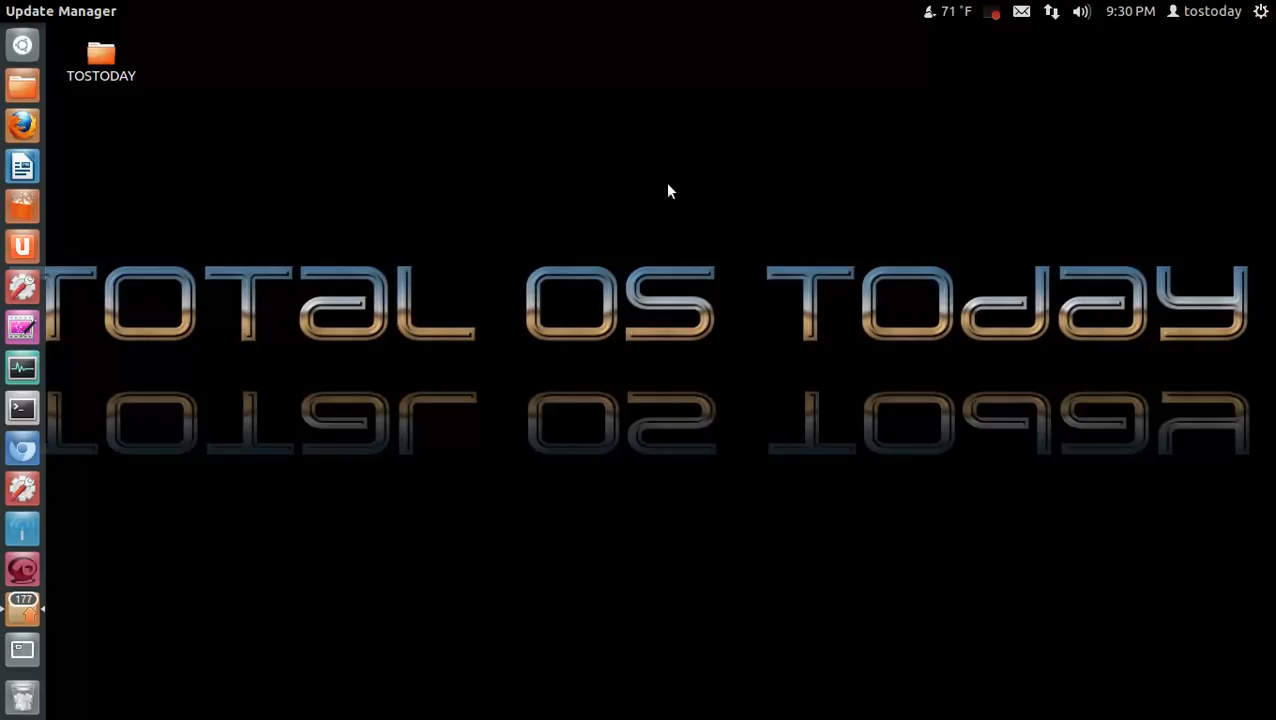 Update Manager
71 °F
9:30 PM
tostoday
TOSTODAY
TOTAL OS TODAY
177